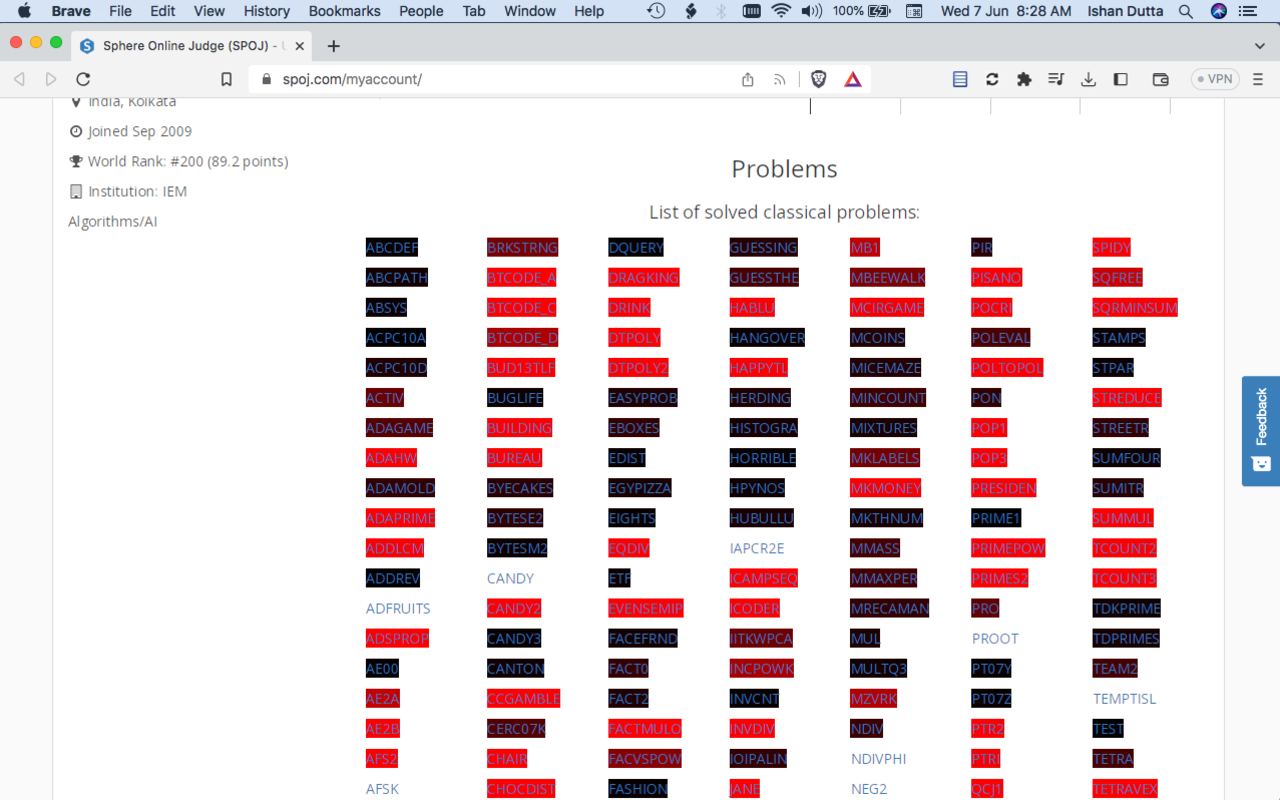 Brave File Edit View History Bookmarks People Tab Window Help 100% Wed 7 Jun 8:28 AM Ishan Dutta
Sphere Online Judge (SPOJ) -
spoj.com/myaccount/ VPN
India, Kolkata
Joined Sep 2009
World Rank: #200 (89.2 points)
Institution: IEM
Algorithms/AI
Problems
List of solved classical problems:
ABCDEF BRKSTRNG DQUERY GUESSING MB1 PIR SPIDY
ABCPATH BTCODE_A DRAGKING GUESSTHE MBEEWALK PISANO SQFREE
ABSYS BTCODE_C DRINK HABLU MCIRGAME POCRI SQRMINSUM
ACPC10A BTCODE_D DTPOLY HANGOVER MCOINS POLEVAL STAMPS
ACPC10D BUD13TLF DTPOLY2 HAPPYTL MICEMAZE POLTOPOL STPAR
ACTIV BUGLIFE EASYPROB HERDING MINCOUNT PON STREDUCE
ADAGAME BUILDING EBOXES HISTOGRA MIXTURES POP1 STREETR
ADAHW BUREAU EDIST HORRIBLE MKLABELS POP3 SUMFOUR
ADAMOLD BYECAKES EGYPIZZA HPYNOS MKMONEY PRESIDEN SUMITR
ADAPRIME BYTESE2 EIGHTS HUBULLU MKTHNUM PRIME1 SUMMUL
ADDLCM BYTESM2 EQDIV IAPCR2E MMASS PRIMEPOW TCOUNT2
ADDREV CANDY ETF ICAMPSEQ MMAXPER PRIMES2 TCOUNT3
ADFRUITS CANDY2 EVENSEMIP ICODER MRECAMAN PRO TDKPRIME
ADSPROP CANDY3 FACEFRND IITKWPCA MUL PROOT TDPRIMES
AE00 CANTON FACT0 INCPOWK MULTQ3 PT07Y TEAM2
AE2A CCGAMBLE FACT2 INVCNT MZVRK PT07Z TEMPTISL
AE2B CERC07K FACTMULO INVDIV NDIV PTR2 TEST
AFS2 CHAIR FACVSPOW IOIPALIN NDIVPHI PTRI TETRA
AFSK CHOCDIST FASHION JANE NEG2 QCJ1 TETRAVEX
Feedback